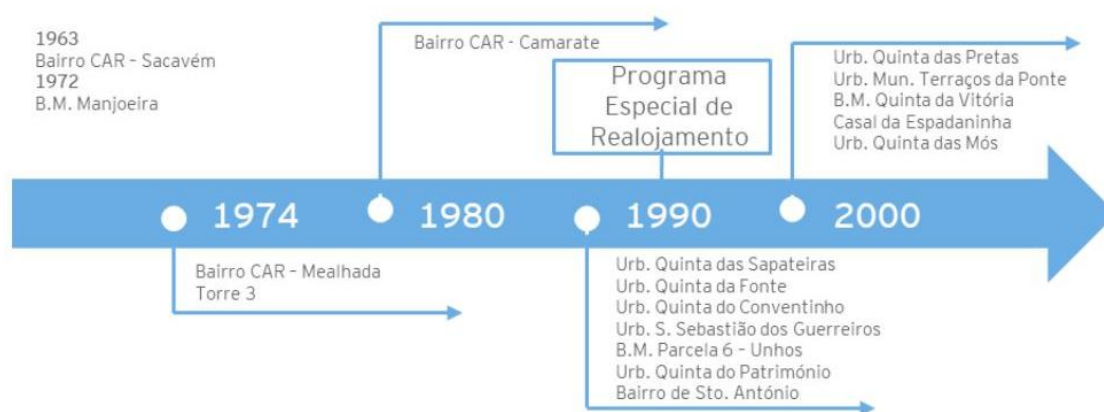 1963
Bairro CAR – Sacavém
1972
B.M. Manjoeira
Bairro CAR - Camarate
Programa
Especial de
Realojamento
Urb. Quinta das Pretas
Urb. Mun. Terraços da Ponte
B.M. Quinta da Vitória
Casal da Espadaninha
Urb. Quinta das Mós
1974
1980
1990
2000
Bairro CAR – Mealhada
Torre 3
Urb. Quinta das Sapateiras
Urb. Quinta da Fonte
Urb. Quinta do Conventinho
Urb. S. Sebastião dos Guerreiros
B.M. Parcela 6 – Unhos
Urb. Quinta do Património
Bairro de Sto. António